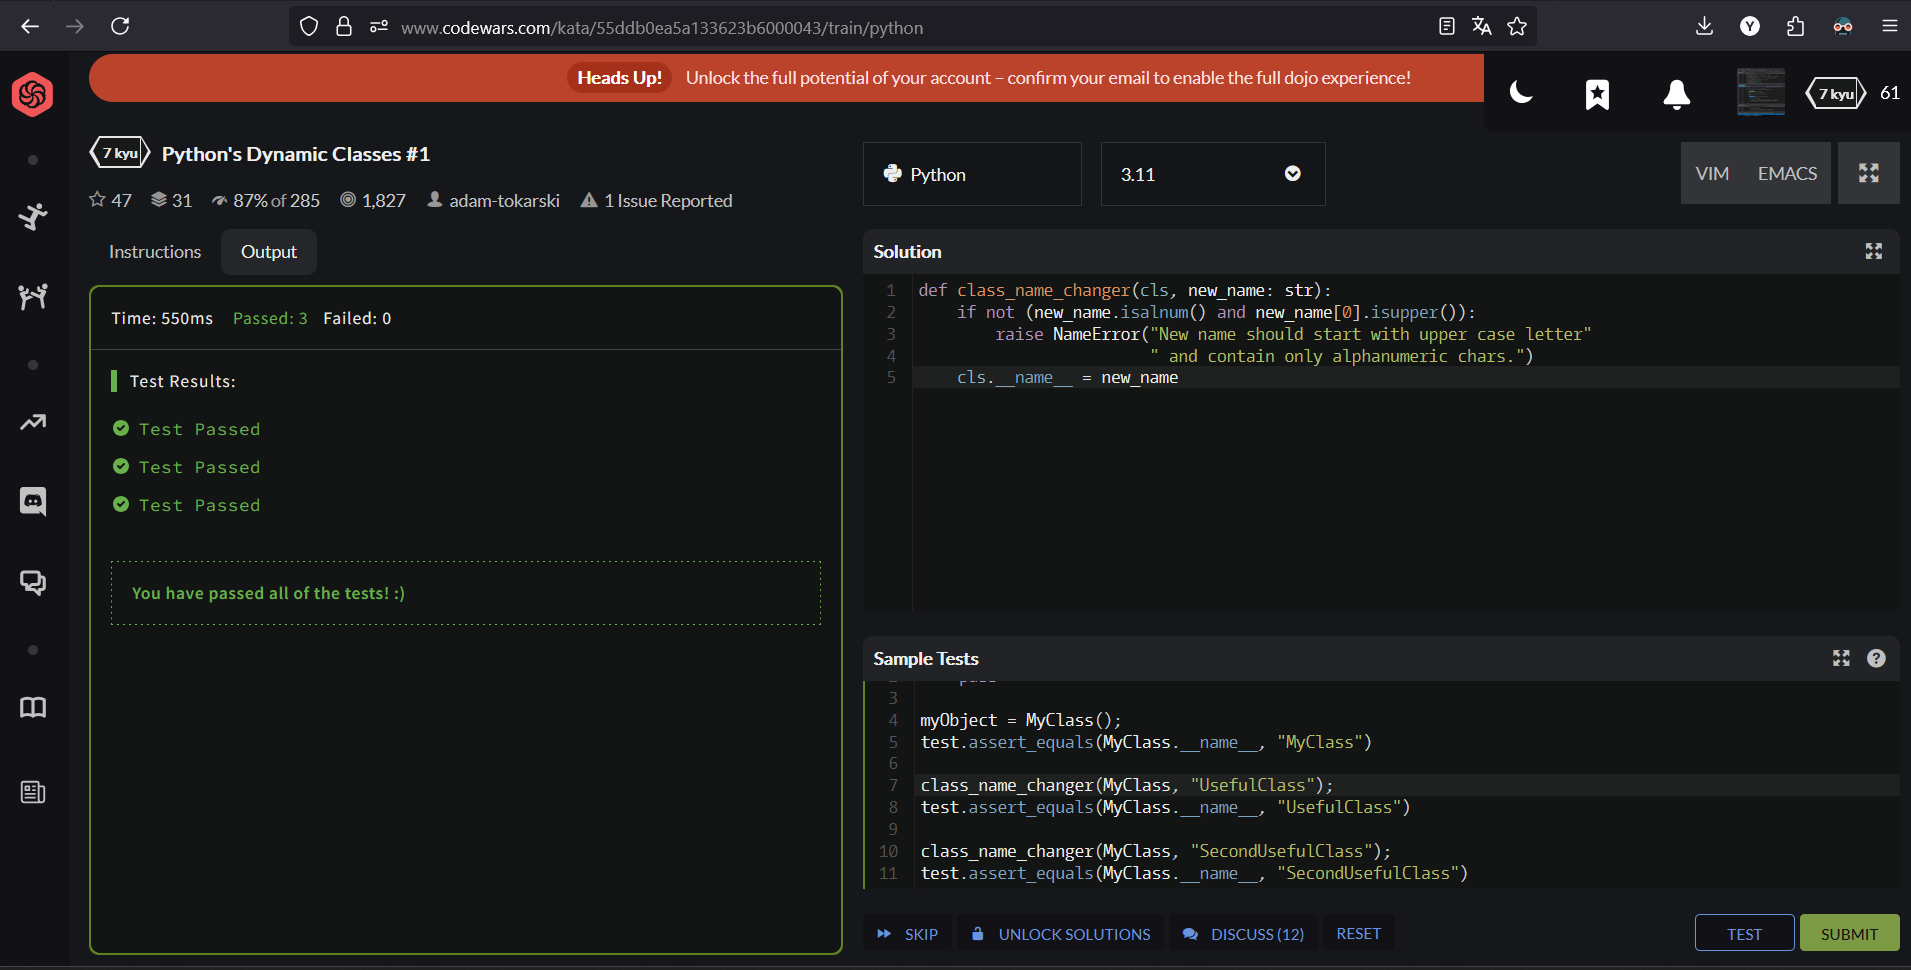 www.codewars.com/kata/55ddb0ea5a133623b6000043/train/python
Y
Heads Up! Unlock the full potential of your account – confirm your email to enable the full dojo experience!
7 kyu 61
7 kyu Python's Dynamic Classes #1
47 31 87% of 285 1,827 adam-tokarski 1 Issue Reported
Python
3.11
VIM EMACS
Instructions Output
Time: 550ms Passed: 3 Failed: 0
Test Results:
Test Passed
Test Passed
Test Passed
You have passed all of the tests! :)
Solution
1 def class_name_changer(cls, new_name: str):
2     if not (new_name.isalnum() and new_name[0].isupper()):
3         raise NameError("New name should start with upper case letter"
4                         " and contain only alphanumeric chars.")
5     cls.__name__ = new_name
Sample Tests
3
4 myObject = MyClass();
5 test.assert_equals(MyClass.__name__, "MyClass")
6
7 class_name_changer(MyClass, "UsefulClass");
8 test.assert_equals(MyClass.__name__, "UsefulClass")
9
10 class_name_changer(MyClass, "SecondUsefulClass");
11 test.assert_equals(MyClass.__name__, "SecondUsefulClass")
SKIP UNLOCK SOLUTIONS DISCUSS (12) RESET TEST SUBMIT